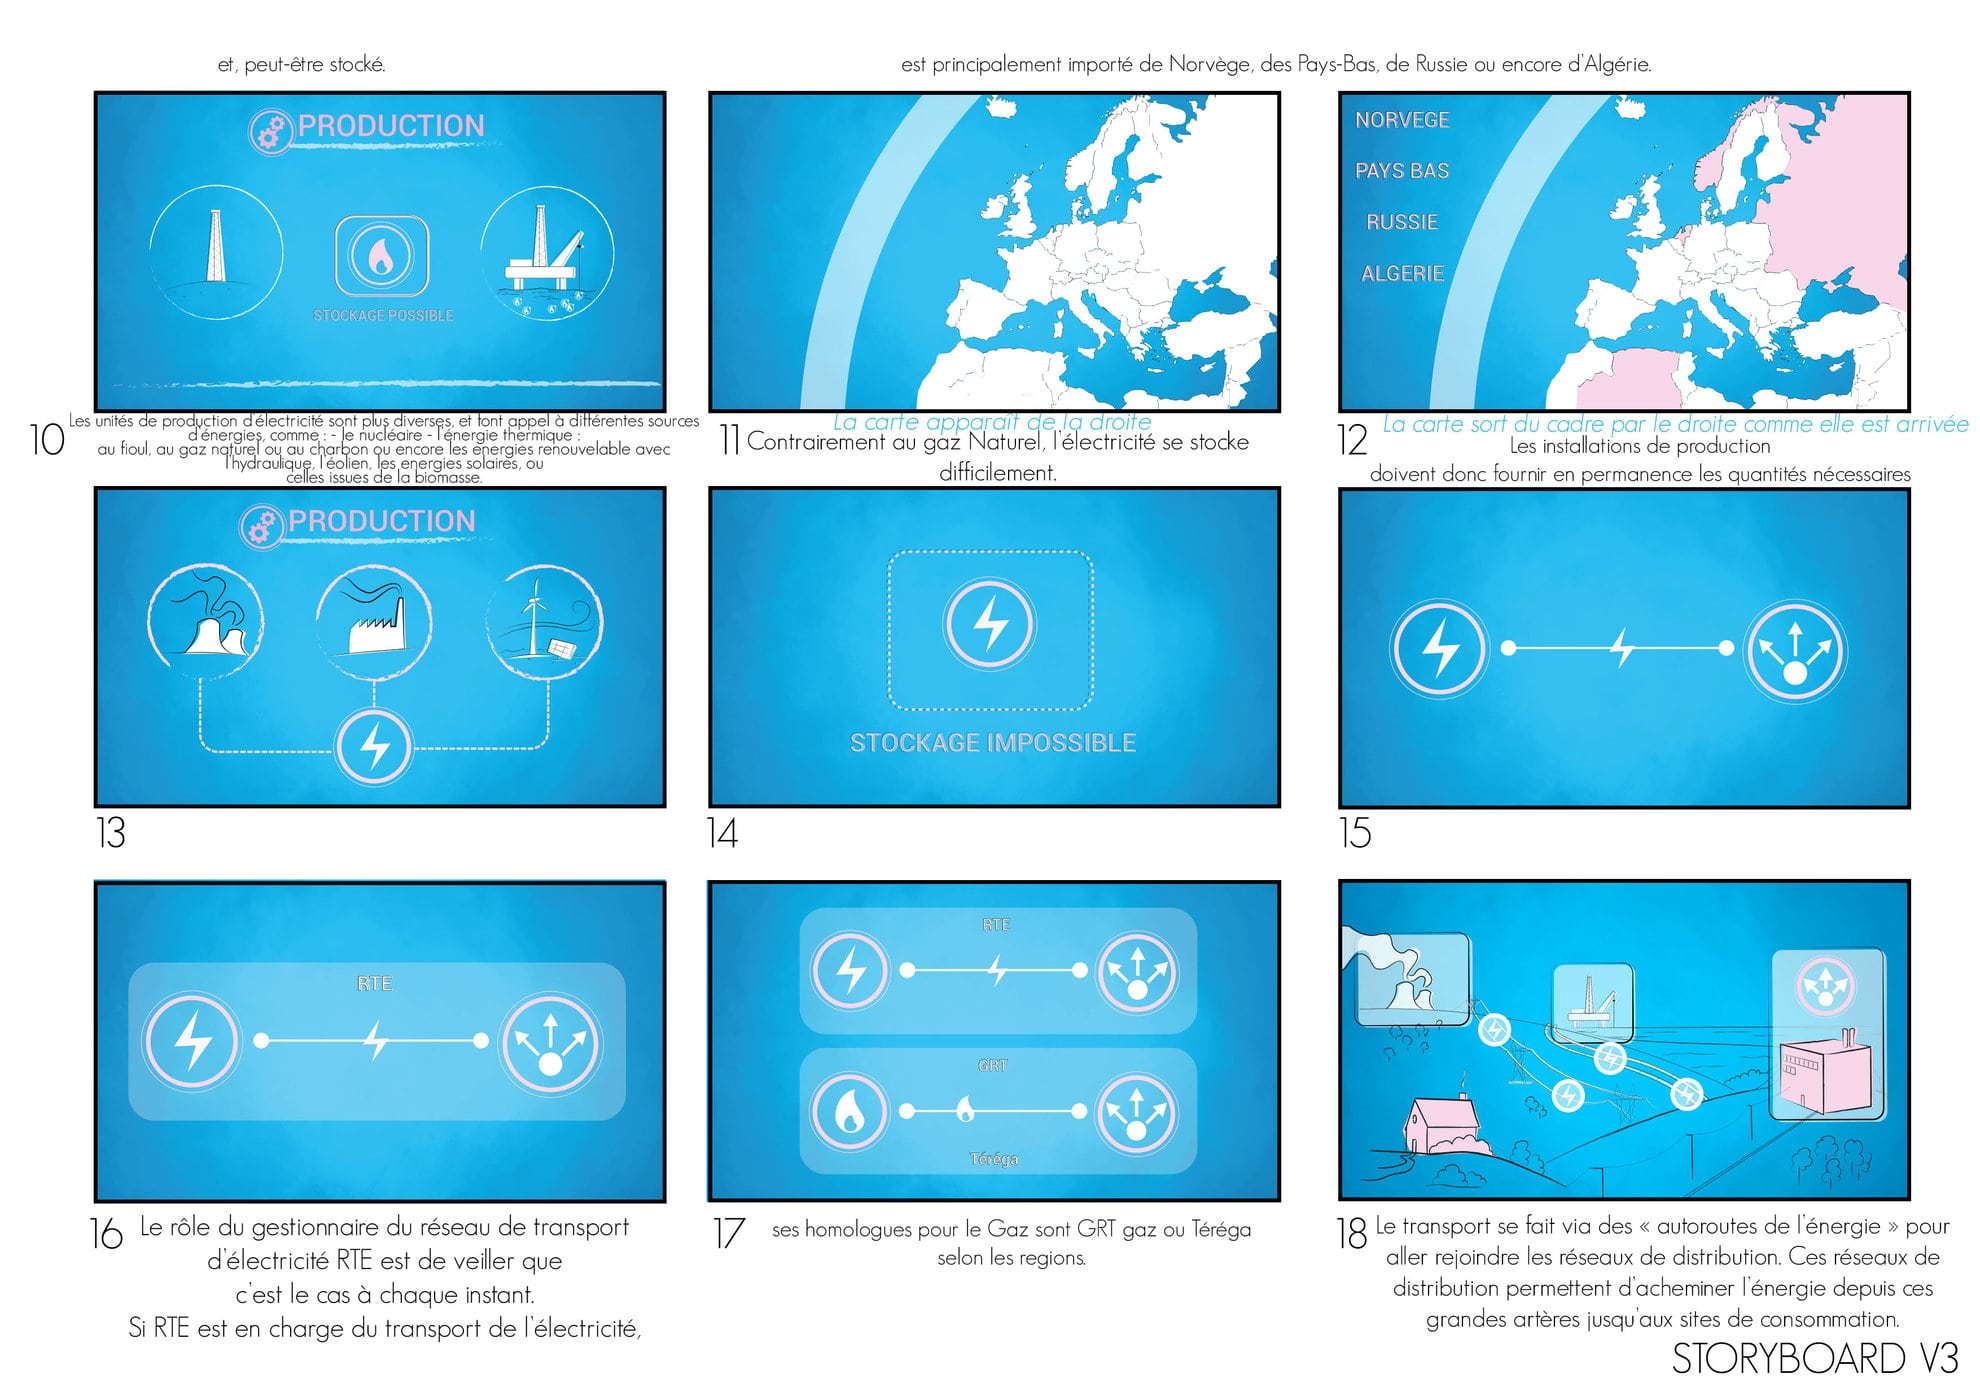 et, peut-être stocké.
est principalement importé de Norvège, des Pays-Bas, de Russie ou encore d'Algérie.
PRODUCTION
STOCKAGE POSSIBLE
NORVEGE
PAYS BAS
RUSSIE
ALGERIE
10
Les unités de production d'électricité sont plus diverses, et font appel à différentes sources
d'énergies, comme : - le nucléaire - l'énergie thermique :
au fioul, au gaz naturel ou au charbon ou encore les énergies renouvelable avec
l'hydraulique, l'éolien, les energies solaires, ou
celles issues de la biomasse.
La carte apparaît de la droite
11 Contrairement au gaz Naturel, l'électricité se stocke
difficilement.
La carte sort du cadre par le droite comme elle est arrivée
12
Les installations de production
doivent donc fournir en permanence les quantités nécessaires
PRODUCTION
STOCKAGE IMPOSSIBLE
13
14
15
RTE
RTE
GRT
Téréga
16 Le rôle du gestionnaire du réseau de transport
d'électricité RTE est de veiller que
c'est le cas à chaque instant.
Si RTE est en charge du transport de l'électricité,
17 ses homologues pour le Gaz sont GRT gaz ou Téréga
selon les regions.
18 Le transport se fait via des « autoroutes de l'énergie » pour
aller rejoindre les réseaux de distribution. Ces réseaux de
distribution permettent d'acheminer l'énergie depuis ces
grandes artères jusqu'aux sites de consommation.
STORYBOARD V3